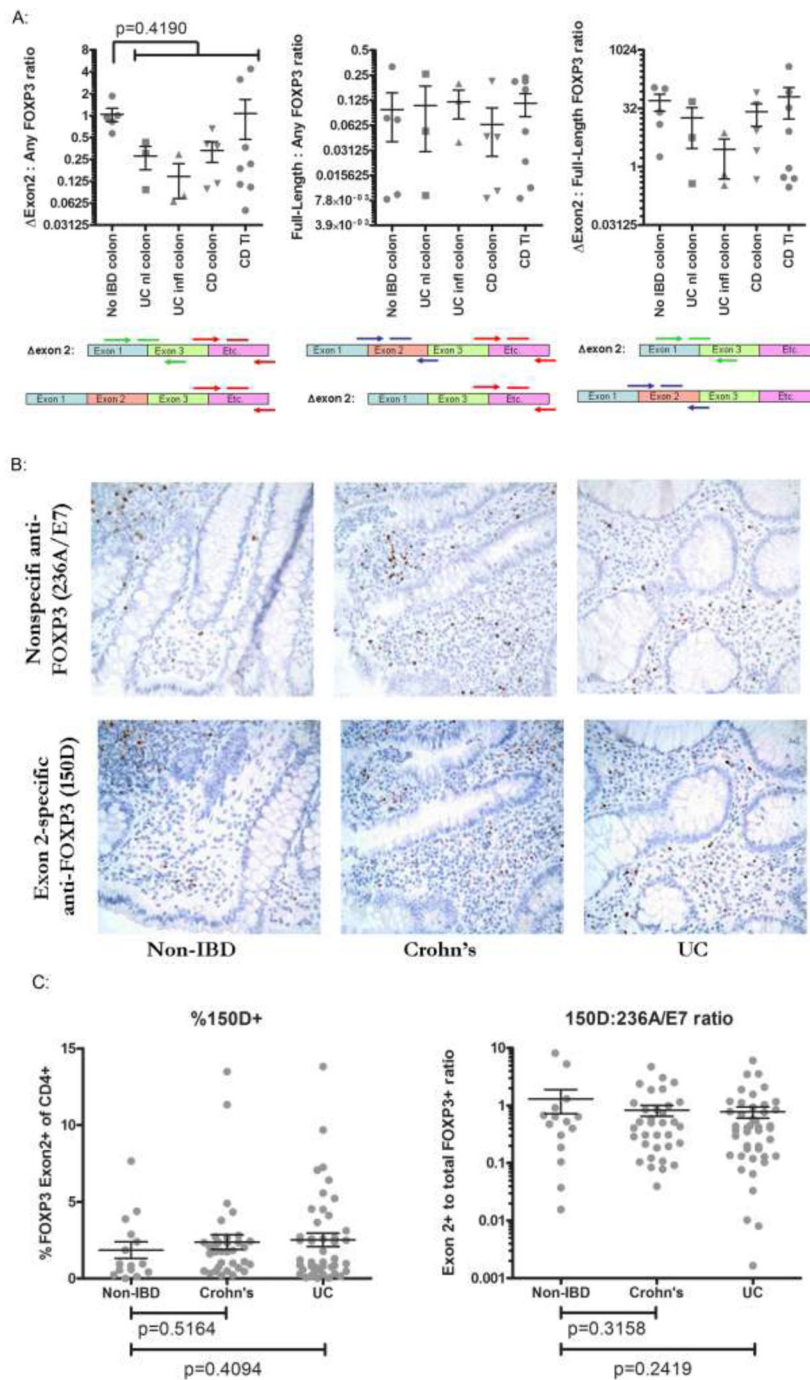 A:
p=0.4190
ΔExon2 : Any FOXP3 ratio
8
4
2
1
0.5
0.25
0.125
0.0625
0.03125
No IBD colon
UC nl colon
UC infl colon
CD colon
CD TI
Full-Length : Any FOXP3 ratio
0.5
0.25
0.125
0.0625
0.03125
0.015625
3.9×10⁻⁰³
No IBD colon
UC nl colon
UC infl colon
CD colon
CD TI
ΔExon2 : Full-Length FOXP3 ratio
1024
32
1
0.03125
No IBD colon
UC nl colon
UC infl colon
CD colon
CD TI
Δexon 2: Exon 1 Exon 3 Etc.
Exon 1 Exon 2 Exon 3 Etc.
Exon 1 Exon 2 Exon 3 Etc.
Δexon 2: Exon 1 Exon 3 Etc.
Δexon 2: Exon 1 Exon 3 Etc.
Exon 1 Exon 2 Exon 3 Etc.
B:
Nonspecifi anti-
FOXP3 (236A/E7)
Exon 2-specific
anti-FOXP3 (150D)
Non-IBD Crohn's UC
C:
%150D+
%FOXP3 Exon2+ of CD4+
15
10
5
0
Non-IBD Crohn's UC
p=0.5164
p=0.4094
150D:236A/E7 ratio
Exon 2+ to total FOXP3+ ratio
10
1
0.1
0.01
0.001
Non-IBD Crohn's UC
p=0.3158
p=0.2419